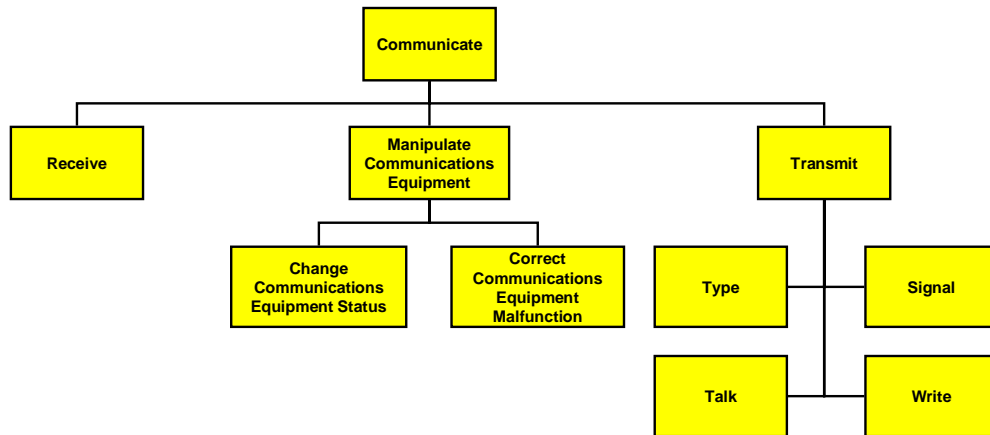 Communicate
Receive
Manipulate
Communications
Equipment
Transmit
Change
Communications
Equipment Status
Correct
Communications
Equipment
Malfunction
Type
Signal
Talk
Write